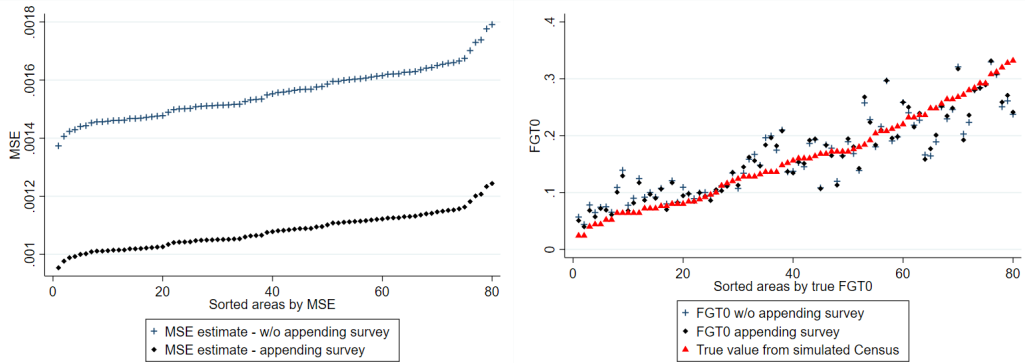 .0018
.0016
.0014
.0012
.001
MSE
0
20
40
60
80
Sorted areas by MSE
MSE estimate - w/o appending survey
MSE estimate - appending survey
.4
.3
.2
.1
0
FGT0
0
20
40
60
80
Sorted areas by true FGT0
FGT0 w/o appending survey
FGT0 appending survey
True value from simulated Census